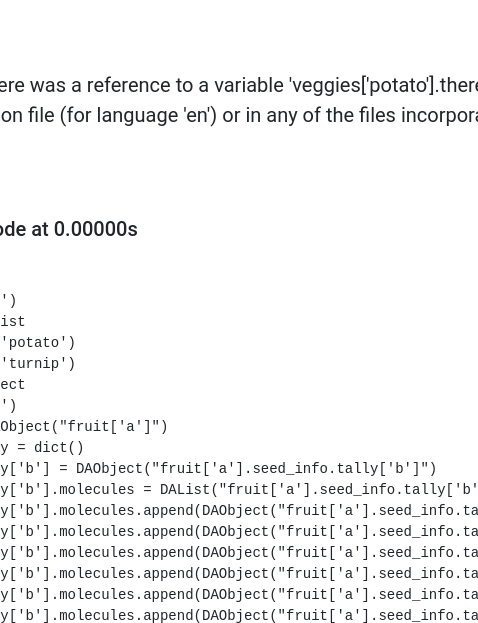 ere was a reference to a variable 'veggies['potato'].there
on file (for language 'en') or in any of the files incorpora
ode at 0.00000s
')
ist
'potato')
'turnip')
ect
')
Object("fruit['a']")
y = dict()
y['b'] = DAObject("fruit['a'].seed_info.tally['b']")
y['b'].molecules = DAList("fruit['a'].seed_info.tally['b'
y['b'].molecules.append(DAObject("fruit['a'].seed_info.ta
y['b'].molecules.append(DAObject("fruit['a'].seed_info.ta
y['b'].molecules.append(DAObject("fruit['a'].seed_info.ta
y['b'].molecules.append(DAObject("fruit['a'].seed_info.ta
y['b'].molecules.append(DAObject("fruit['a'].seed_info.ta
y['b'].molecules.append(DAObject("fruit['a'].seed_info.ta